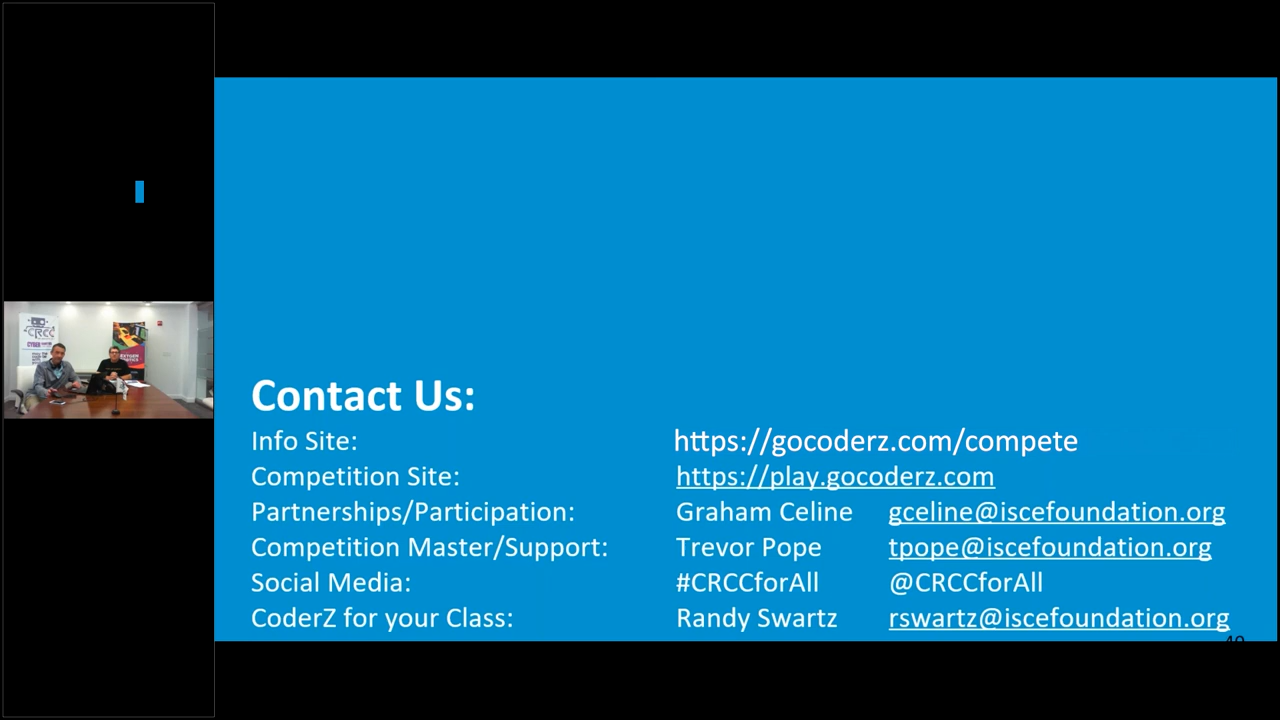 CRCC
Contact Us:
Info Site: https://gocoderz.com/compete
Competition Site: https://play.gocoderz.com
Partnerships/Participation: Graham Celine gceline@iscefoundation.org
Competition Master/Support: Trevor Pope tpope@iscefoundation.org
Social Media: #CRCCforAll @CRCCforAll
CoderZ for your Class: Randy Swartz rswartz@iscefoundation.org